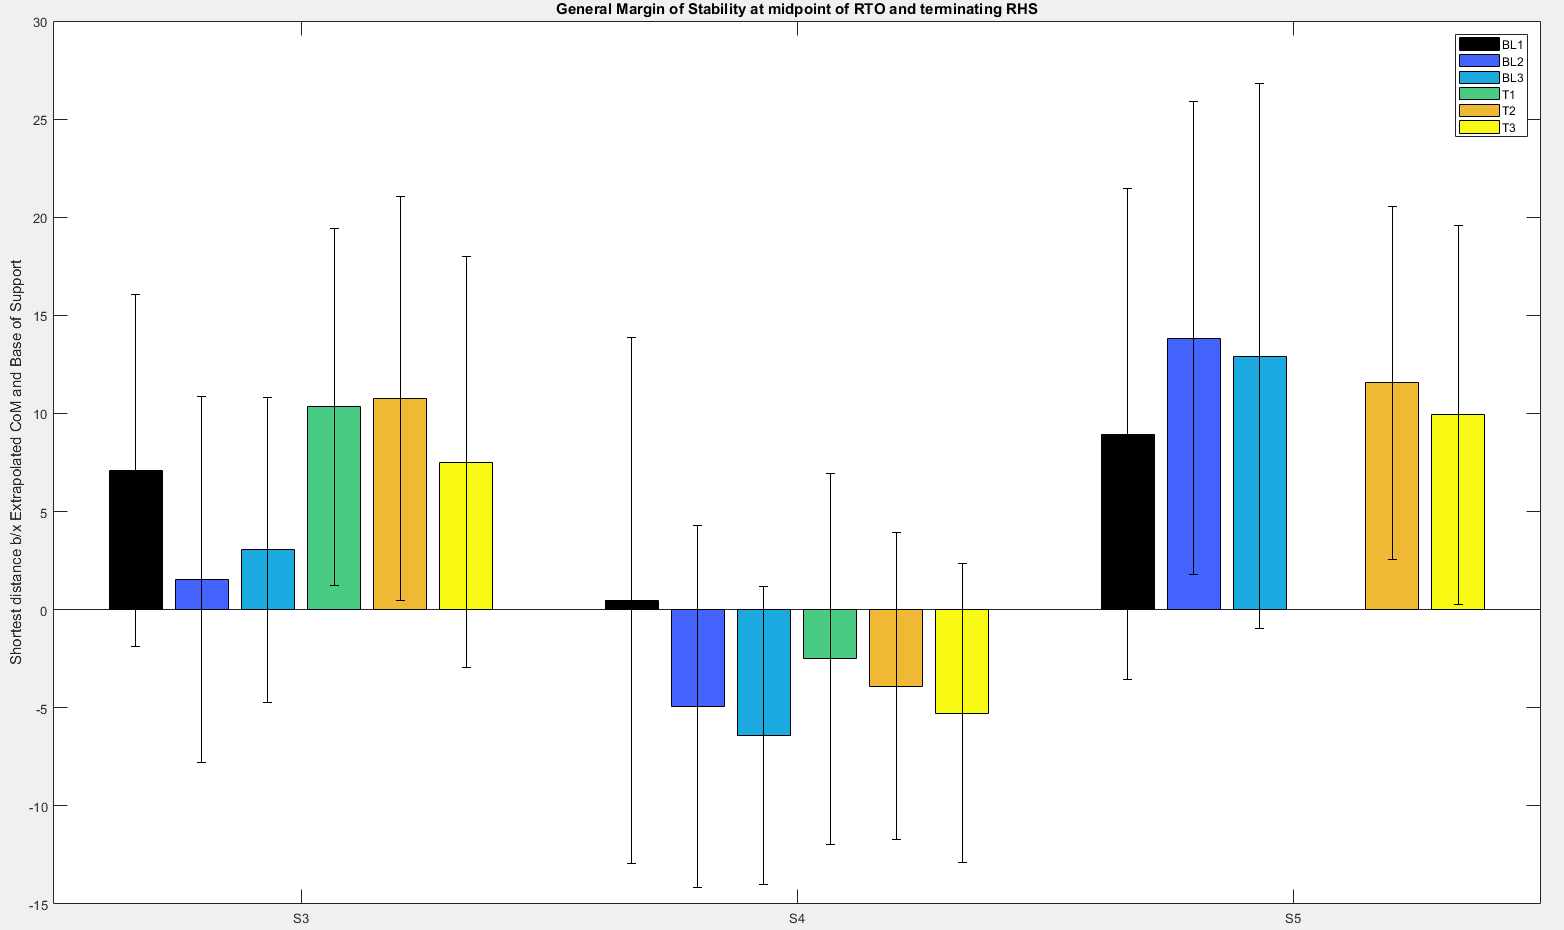 General Margin of Stability at midpoint of RTO and terminating RHS
BL1
BL2
BL3
T1
T2
T3
Shortest distance b/x Extrapolated CoM and Base of Support
30
25
20
15
10
5
0
-5
-10
-15
S3
S4
S5